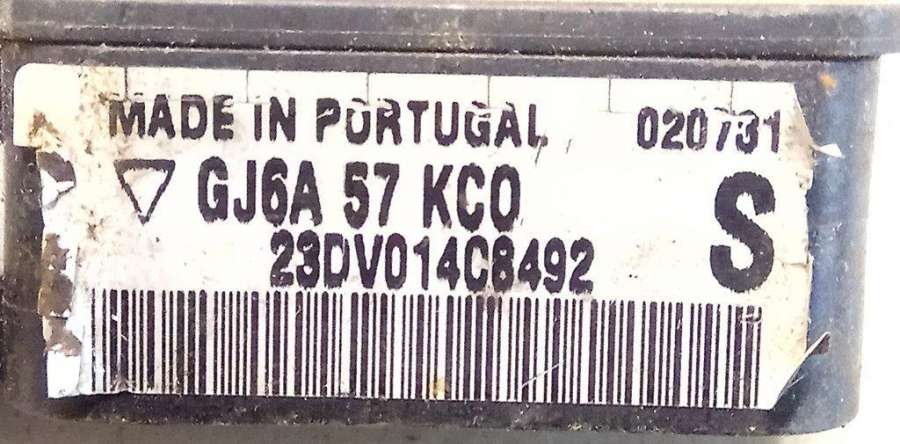 MADE IN PORTUGAL 020731
GJ6A 57 KC0
S
23DV014C8492